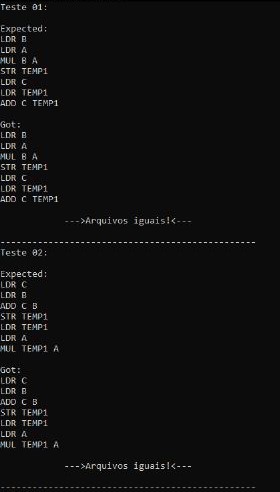 Teste 01:
Expected:
LDR B
LDR A
MUL B A
STR TEMP1
LDR C
LDR TEMP1
ADD C TEMP1
Got:
LDR B
LDR A
MUL B A
STR TEMP1
LDR C
LDR TEMP1
ADD C TEMP1
--->Arquivos iguais!<---
------------------------------------------------
Teste 02:
Expected:
LDR C
LDR B
ADD C B
STR TEMP1
LDR TEMP1
LDR A
MUL TEMP1 A
Got:
LDR C
LDR B
ADD C B
STR TEMP1
LDR TEMP1
LDR A
MUL TEMP1 A
--->Arquivos iguais!<---
------------------------------------------------